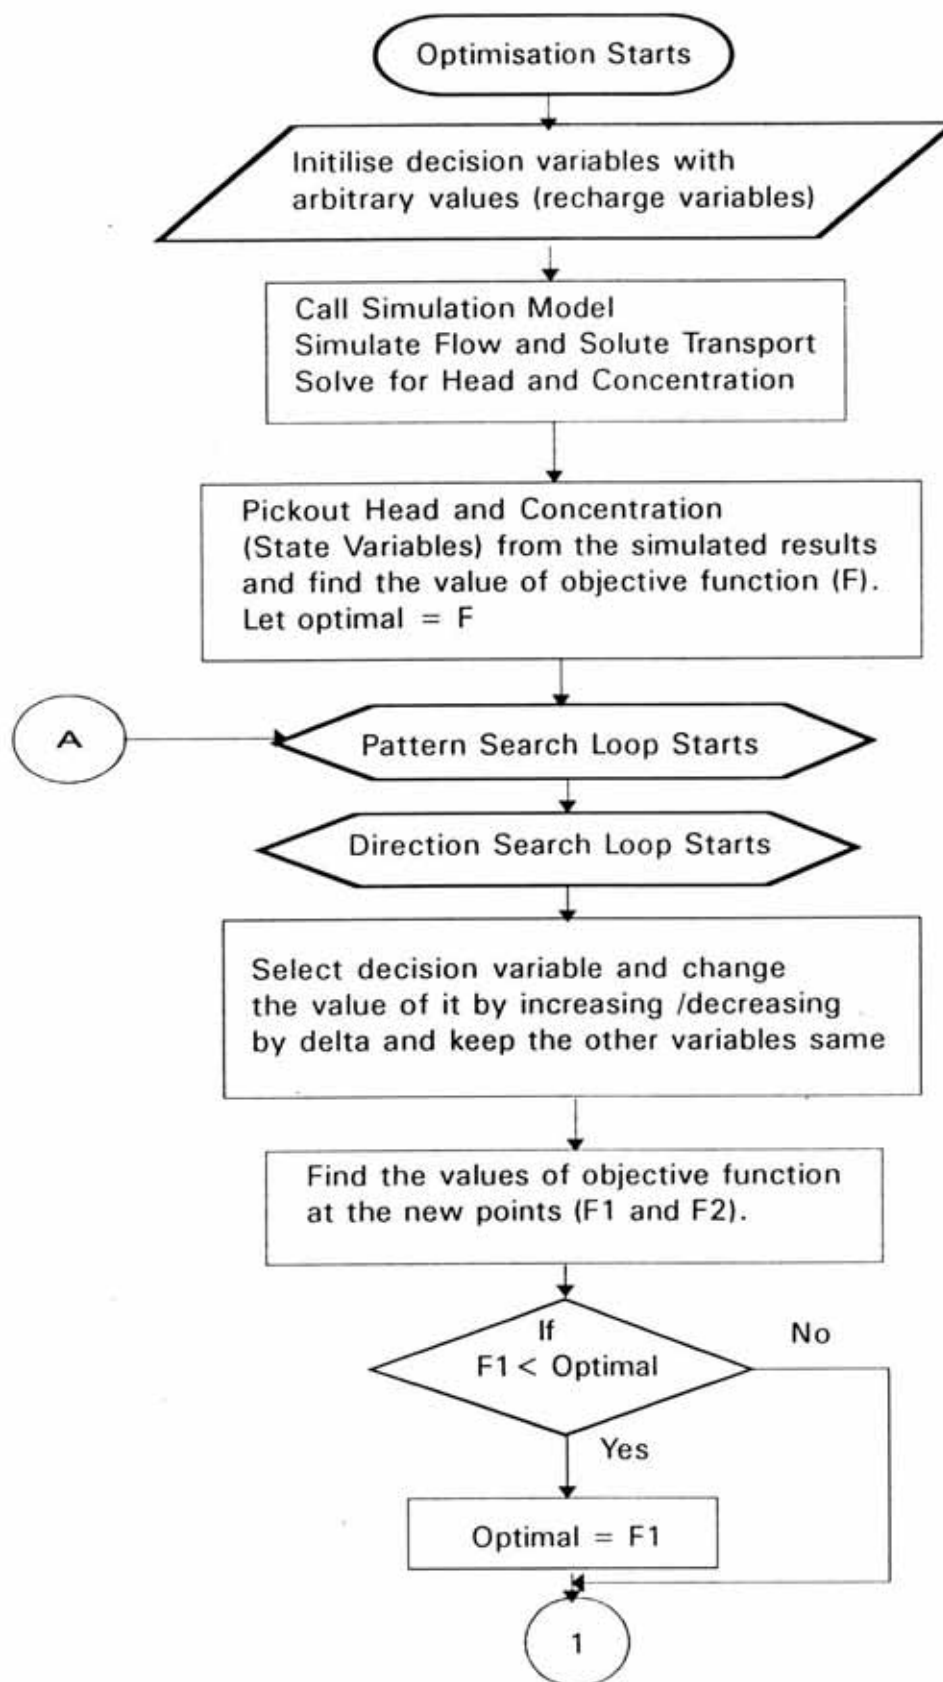 Optimisation Starts
Initilise decision variables with
arbitrary values (recharge variables)
Call Simulation Model
Simulate Flow and Solute Transport
Solve for Head and Concentration
Pickout Head and Concentration
(State Variables) from the simulated results
and find the value of objective function (F).
Let optimal = F
A
Pattern Search Loop Starts
Direction Search Loop Starts
Select decision variable and change
the value of it by increasing /decreasing
by delta and keep the other variables same
Find the values of objective function
at the new points (F1 and F2).
If
F1 < Optimal
No
Yes
Optimal = F1
1